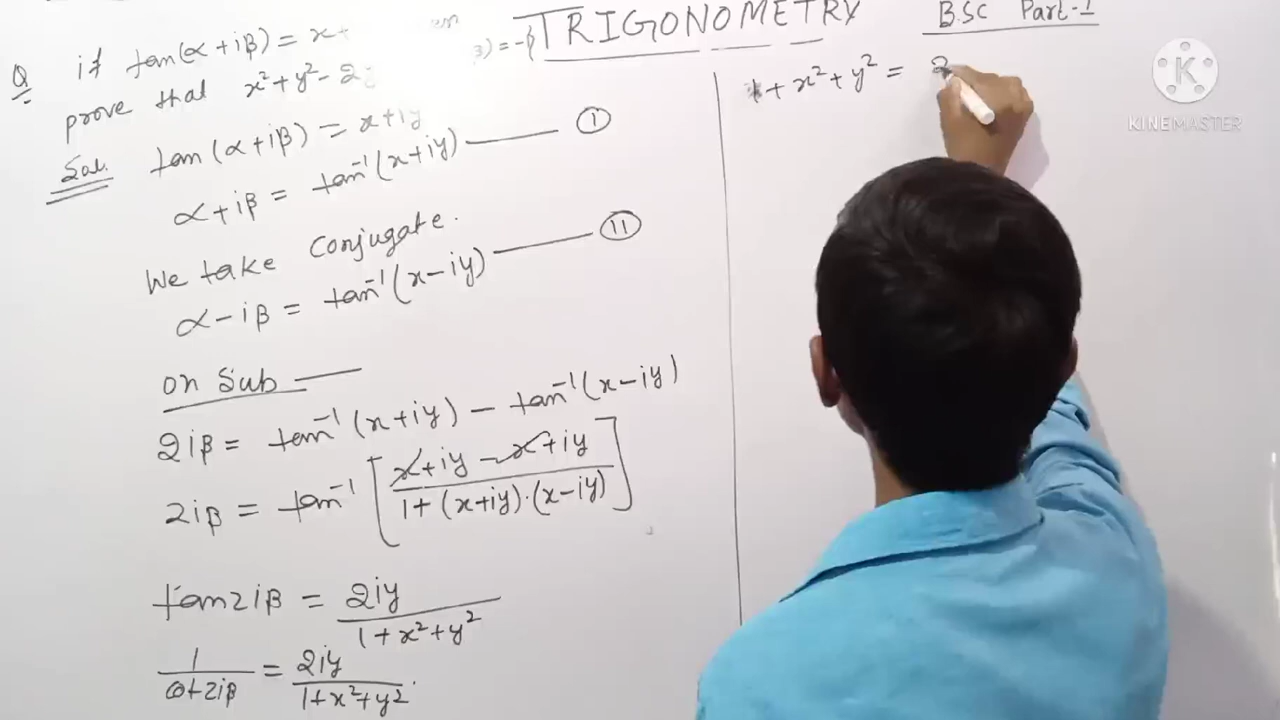 TRIGONOMETRY
B.SC Part-I
Q if tan(α+iβ) = x+
3) = -1
prove that x²+y²-2
Sol. tan(α+iβ) = x+iy
α+iβ = tan⁻¹(x+iy) — I
We take Conjugate.
α-iβ = tan⁻¹(x-iy) — II
on Sub —
2iβ = tan⁻¹(x+iy) - tan⁻¹(x-iy)
2iβ = tan⁻¹ [x+iy-x+iy / 1+(x+iy)·(x-iy)]
tan2iβ = 2iy / 1+x²+y²
1 / cot2iβ = 2iy / 1+x²+y²
1+x²+y² = 2
K
KINEMASTER